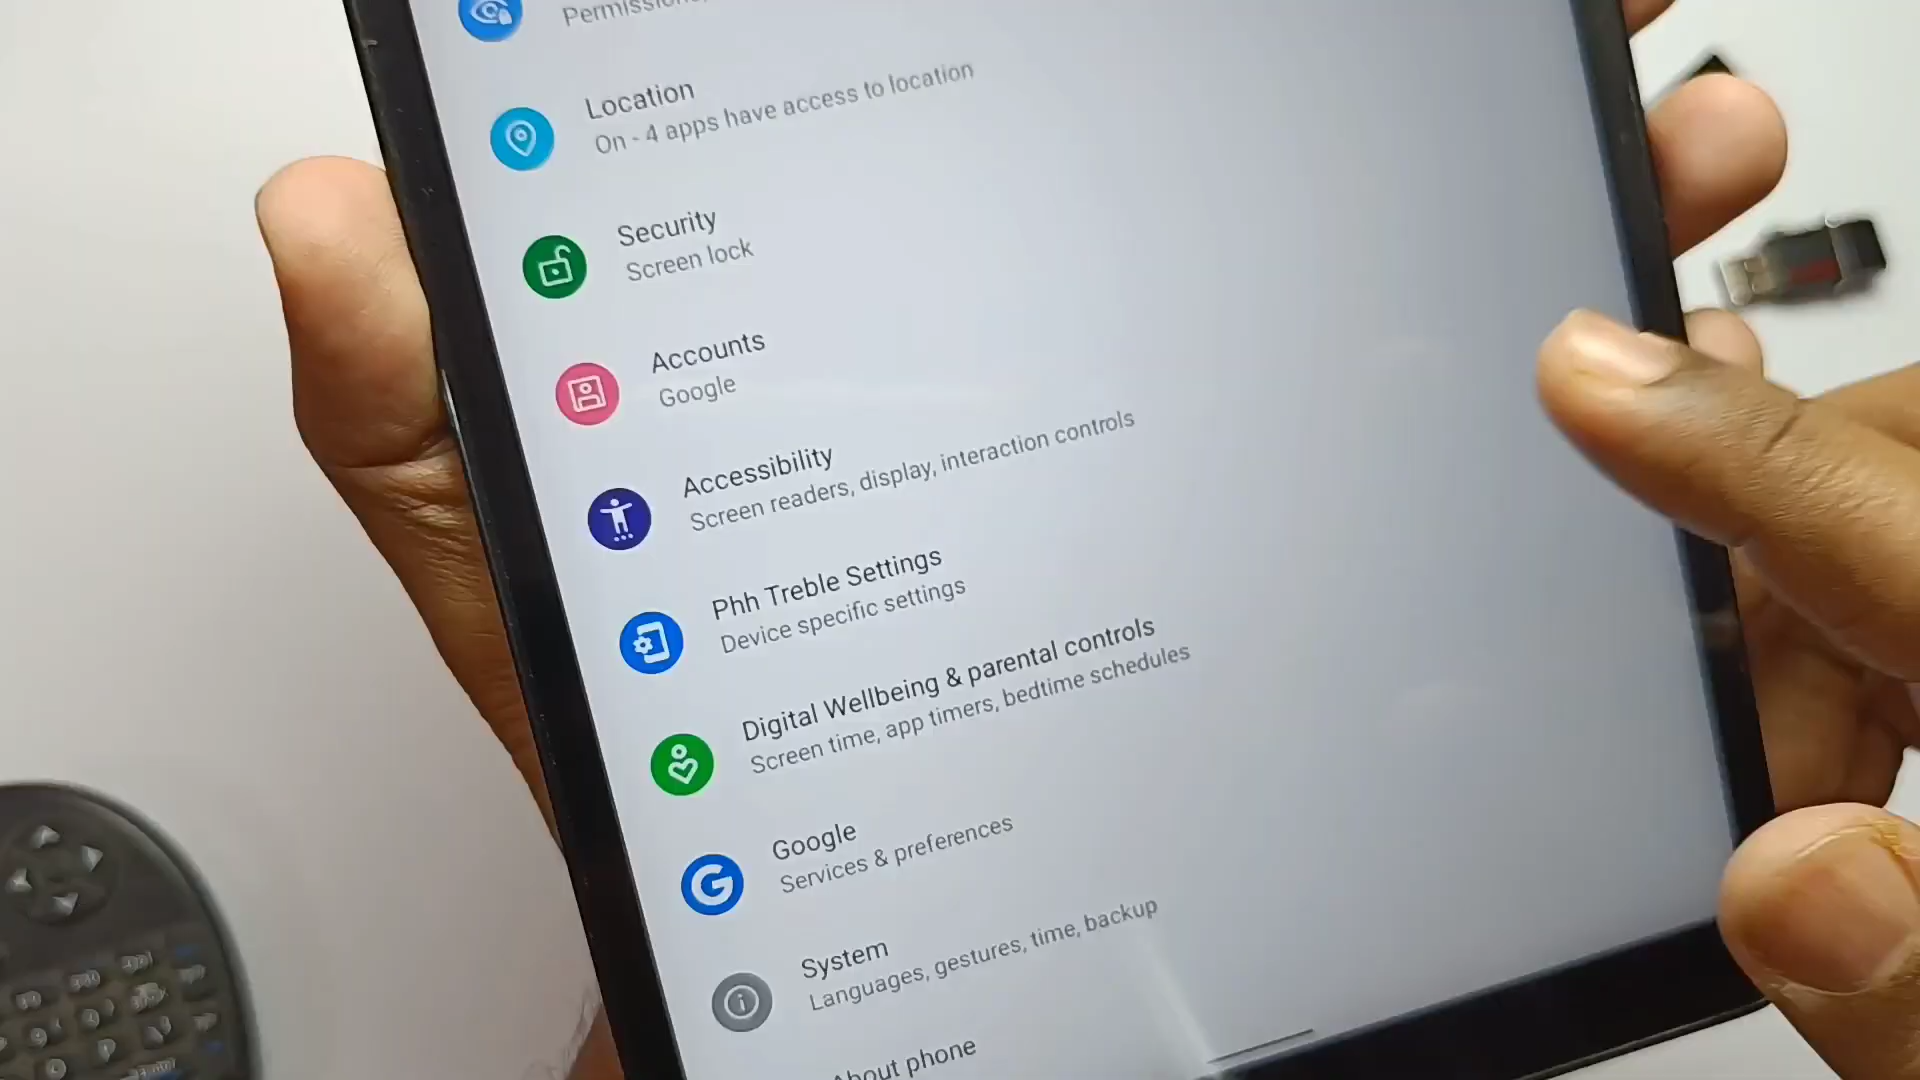 Location
On - 4 apps have access to location
Security
Screen lock
Accounts
Google
Accessibility
Screen readers, display, interaction controls
Phh Treble Settings
Device specific settings
Digital Wellbeing & parental controls
Screen time, app timers, bedtime schedules
Google
Services & preferences
System
Languages, gestures, time, backup
About phone